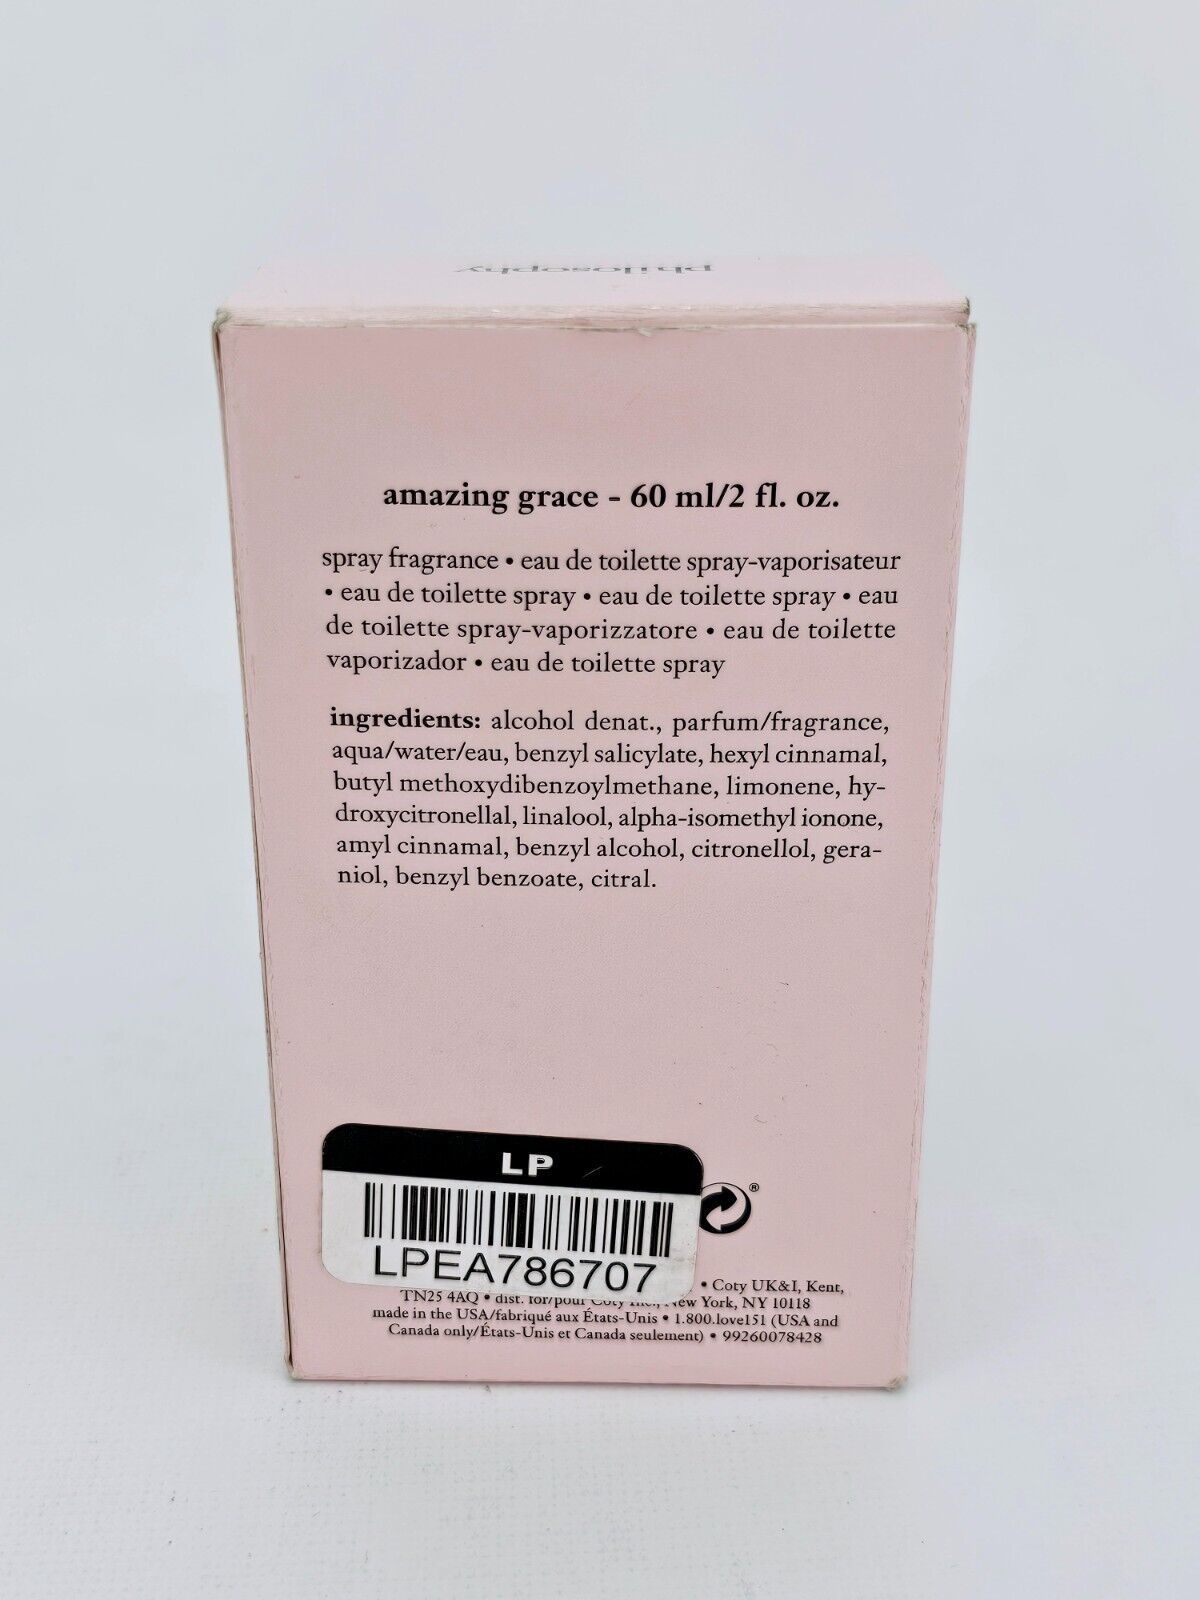 philosophy
amazing grace - 60 ml/2 fl. oz.
spray fragrance • eau de toilette spray-vaporisateur
• eau de toilette spray • eau de toilette spray • eau
de toilette spray-vaporizzatore • eau de toilette
vaporizador • eau de toilette spray
ingredients: alcohol denat., parfum/fragrance,
aqua/water/eau, benzyl salicylate, hexyl cinnamal,
butyl methoxydibenzoylmethane, limonene, hy-
droxycitronellal, linalool, alpha-isomethyl ionone,
amyl cinnamal, benzyl alcohol, citronellol, gera-
niol, benzyl benzoate, citral.
LP
LPEA786707
®
• Coty UK&I, Kent,
TN25 4AQ • dist. for/pour Coty Inc., New York, NY 10118
made in the USA/fabriqué aux États-Unis • 1.800.love151 (USA and
Canada only/États-Unis et Canada seulement) • 99260078428